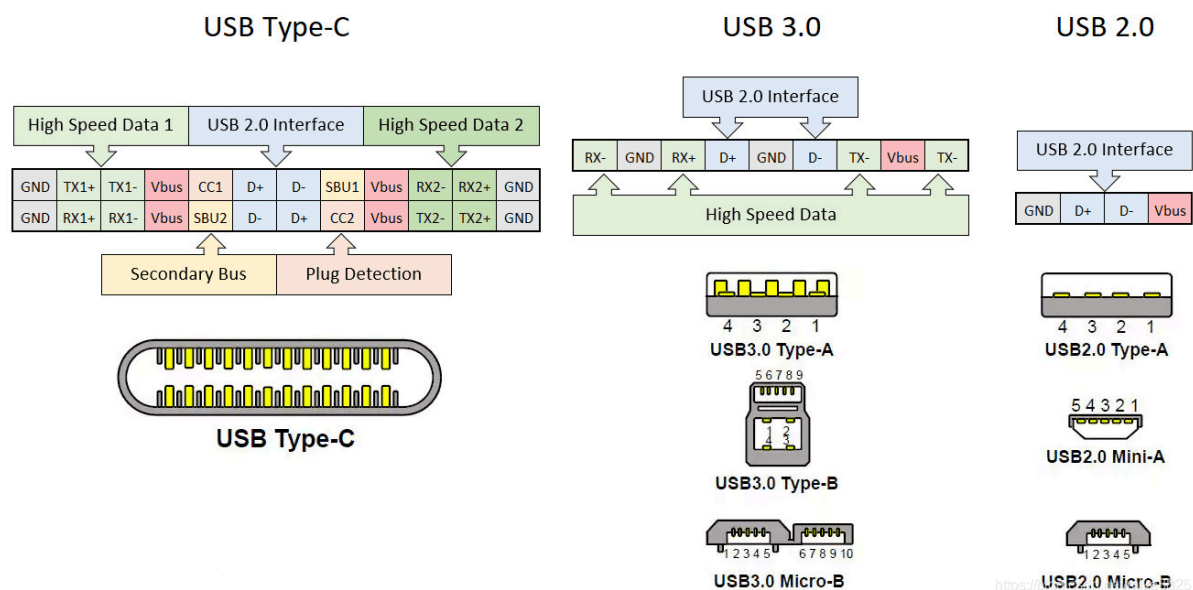 USB Type-C
USB 3.0
USB 2.0
High Speed Data 1
USB 2.0 Interface
High Speed Data 2
GND TX1+ TX1- Vbus CC1 D+ D- SBU1 Vbus RX2- RX2+ GND
GND RX1+ RX1- Vbus SBU2 D- D+ CC2 Vbus TX2- TX2+ GND
Secondary Bus
Plug Detection
USB Type-C
USB 2.0 Interface
RX- GND RX+ D+ GND D- TX- Vbus TX-
High Speed Data
4 3 2 1
USB3.0 Type-A
5 6 7 8 9
1 2
4 3
USB3.0 Type-B
1 2 3 4 5 6 7 8 9 10
USB3.0 Micro-B
USB 2.0 Interface
GND D+ D- Vbus
4 3 2 1
USB2.0 Type-A
5 4 3 2 1
USB2.0 Mini-A
1 2 3 4 5
USB2.0 Micro-B